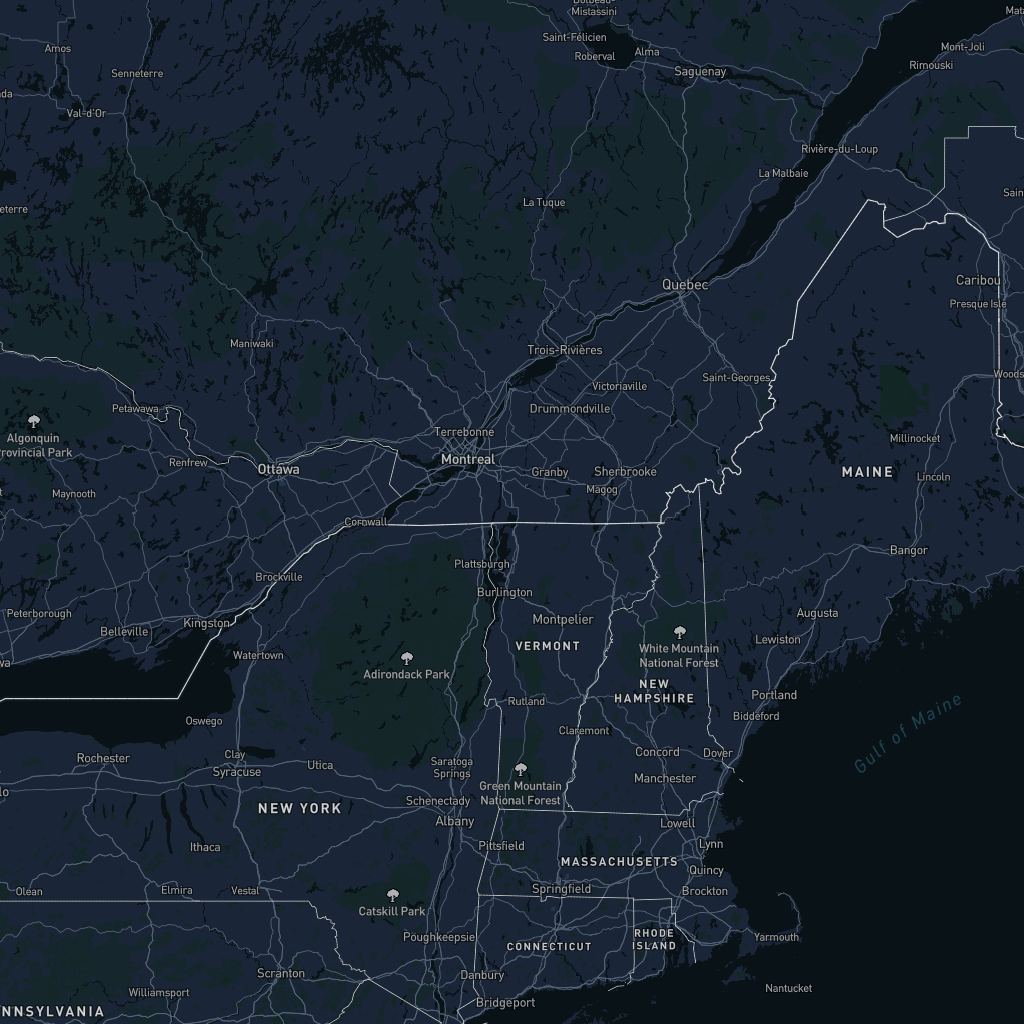 Dolbeau-
Mistassini
Mat
Saint-Félicien
Amos
Alma
Mont-Joli
Roberval
Rimouski
Senneterre
Saguenay
Val-d'Or
Rivière-du-Loup
La Malbaie
Sain
La Tuque
eterre
Caribou
Quebec
Presque Isle
Maniwaki
Trois-Rivières
Woods
Saint-Georges
Victoriaville
Petawawa
Drummondville
Algonquin
Provincial Park
Terrebonne
Millinocket
Montreal
Renfrew
Ottawa
Granby
Sherbrooke
MAINE
Lincoln
Magog
Maynooth
Cornwall
Bangor
Plattsburgh
Brockville
Burlington
Peterborough
Augusta
Montpelier
Kingston
Belleville
Lewiston
VERMONT
White Mountain
National Forest
Watertown
wa
Adirondack Park
NEW
HAMPSHIRE
Portland
Rutland
Biddeford
Gulf of Maine
Oswego
Claremont
Concord
Dover
Clay
Rochester
Saratoga
Springs
Utica
Syracuse
Manchester
Green Mountain
National Forest
lo
Schenectady
NEW YORK
Albany
Lowell
Ithaca
Pittsfield
Lynn
MASSACHUSETTS
Quincy
Olean
Elmira
Vestal
Springfield
Brockton
Catskill Park
Poughkeepsie
RHODE
ISLAND
Yarmouth
CONNECTICUT
Scranton
Danbury
Williamsport
Nantucket
Bridgeport
NNSYLVANIA